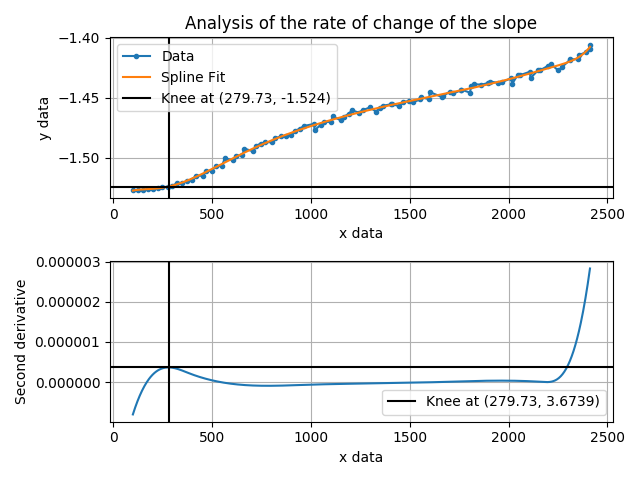 Analysis of the rate of change of the slope
−1.40
−1.45
−1.50
y data
Data
Spline Fit
Knee at (279.73, -1.524)
0 500 1000 1500 2000 2500
x data
0.000003
0.000002
0.000001
0.000000
Second derivative
Knee at (279.73, 3.6739)
0 500 1000 1500 2000 2500
x data